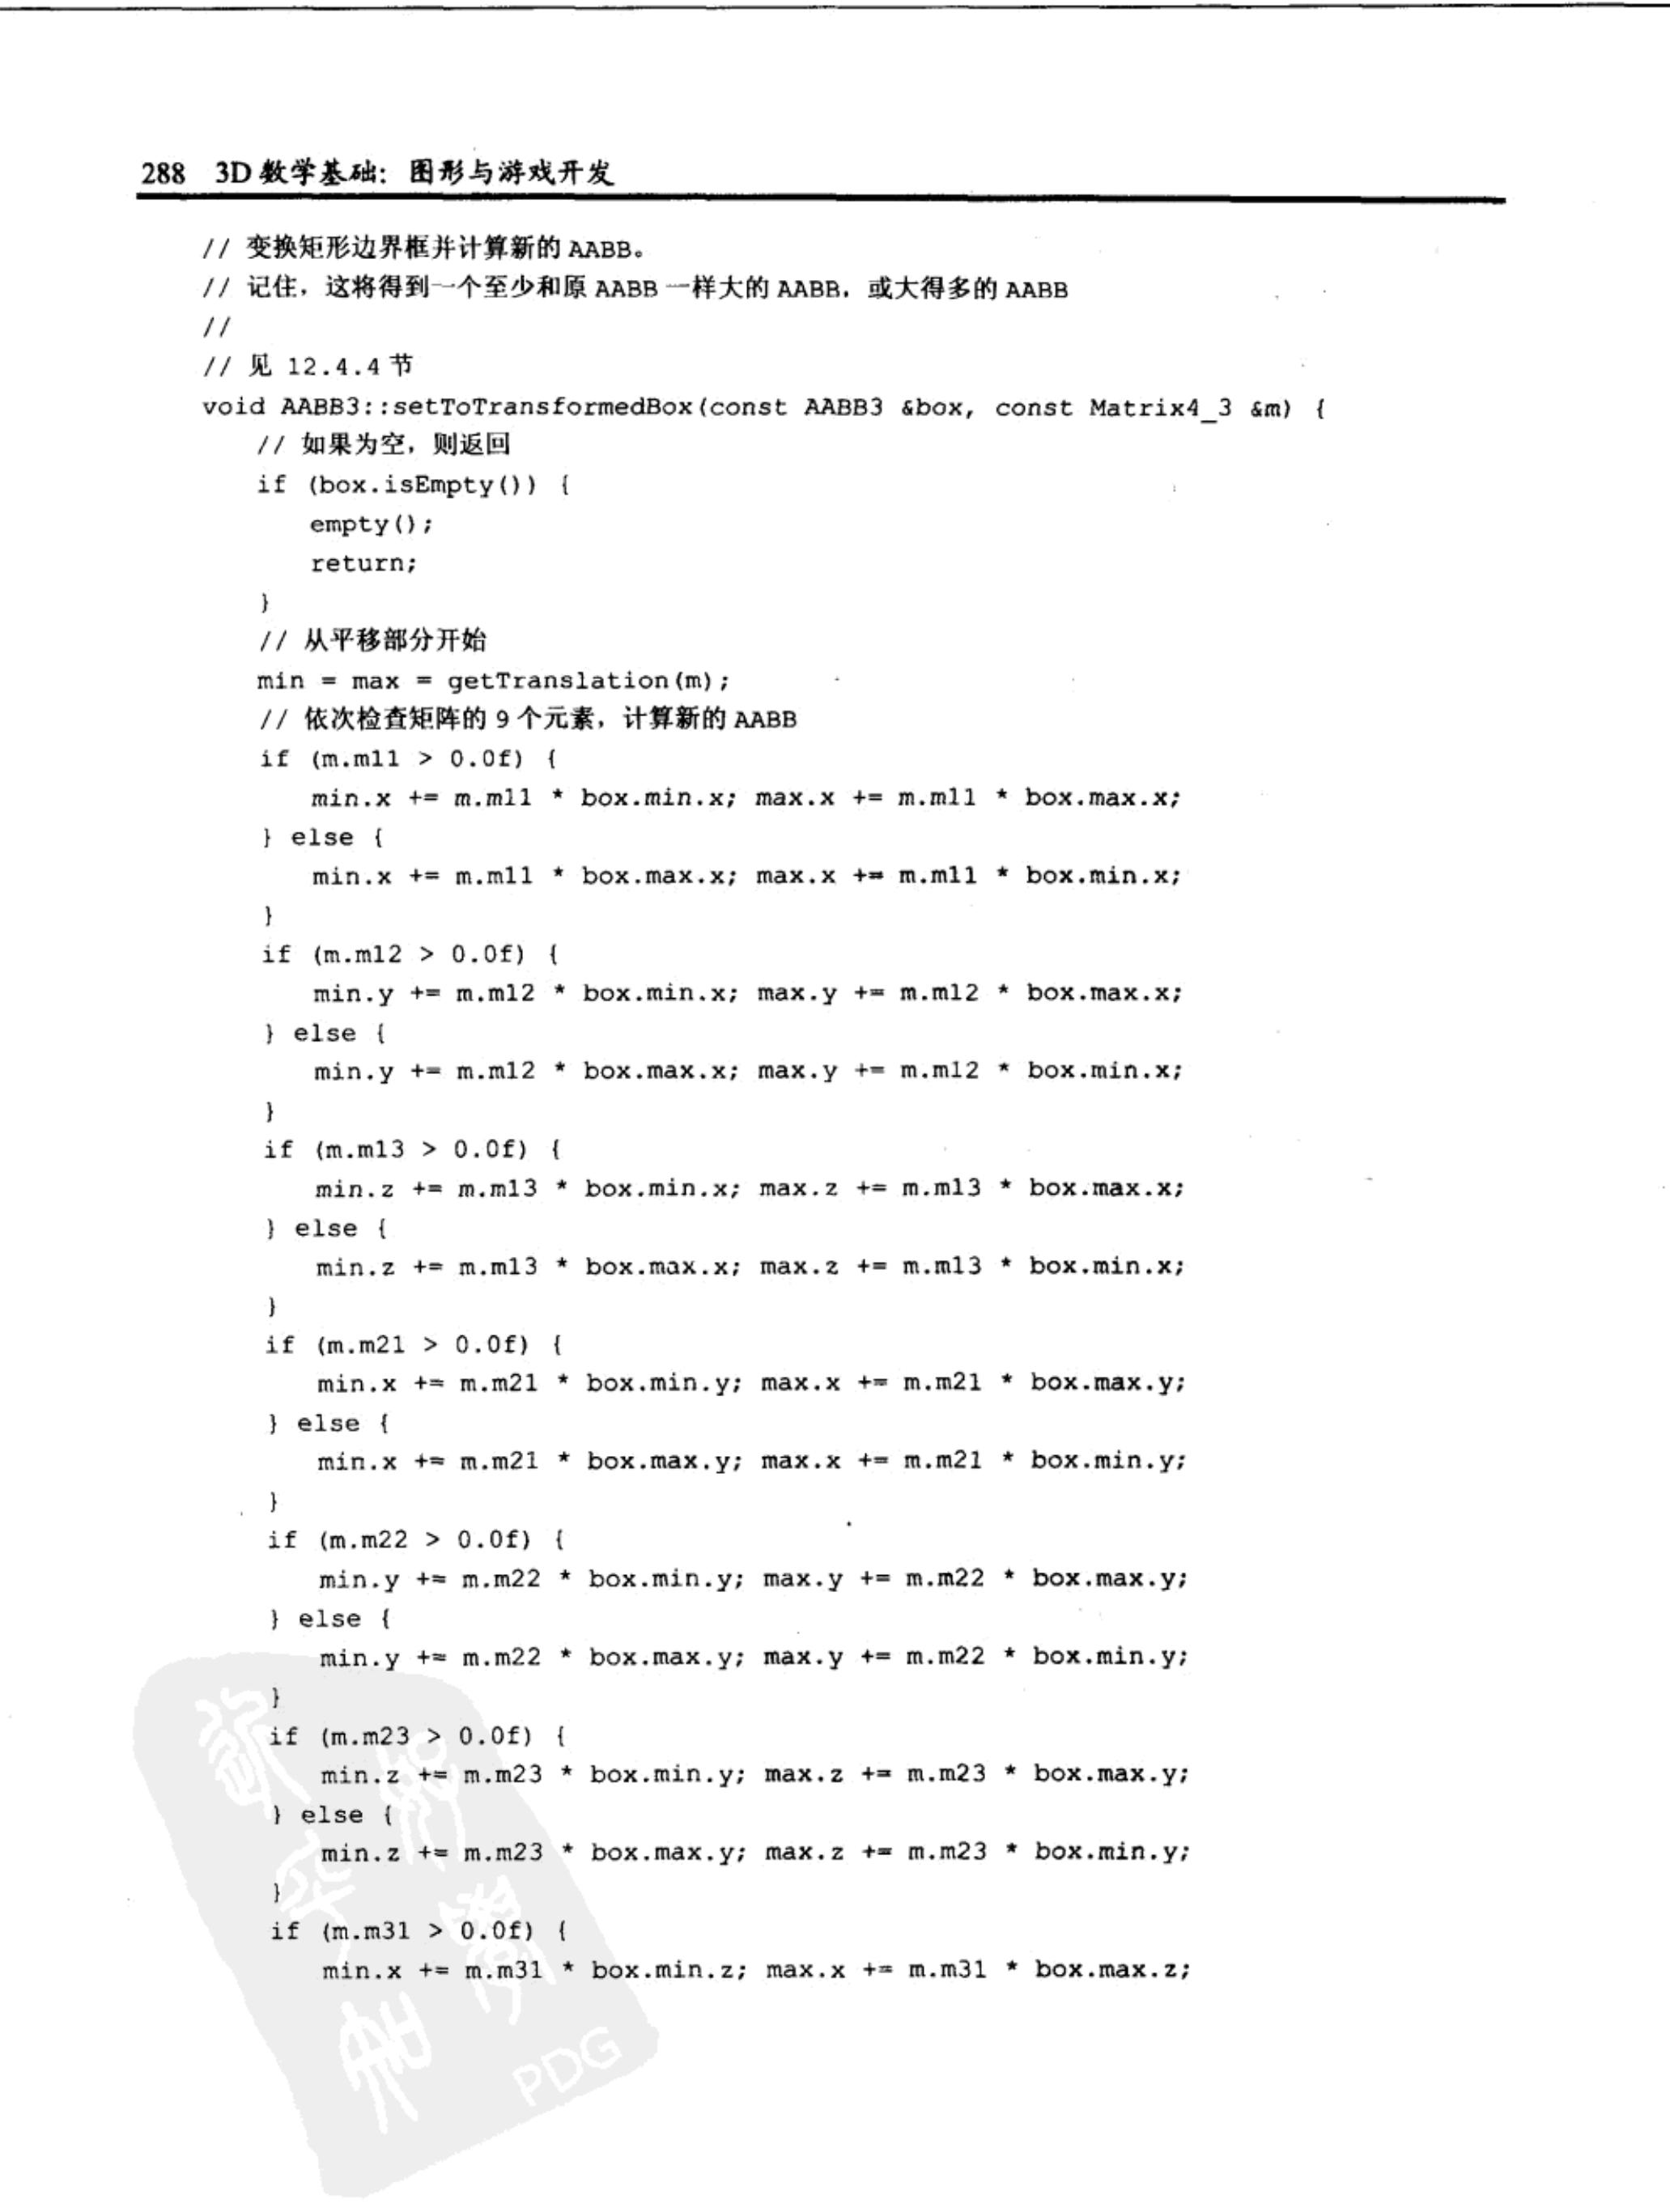 288 3D 数学基础：图形与游戏开发
// 变换矩形边界框并计算新的 AABB。
// 记住，这将得到一个至少和原 AABB 一样大的 AABB，或大得多的 AABB
//
// 见 12.4.4 节
void AABB3::setToTransformedBox(const AABB3 &box, const Matrix4_3 &m) {
// 如果为空，则返回
if (box.isEmpty()) {
empty();
return;
}
// 从平移部分开始
min = max = getTranslation(m);
// 依次检查矩阵的 9 个元素，计算新的 AABB
if (m.m11 > 0.0f) {
min.x += m.m11 * box.min.x; max.x += m.m11 * box.max.x;
} else {
min.x += m.m11 * box.max.x; max.x += m.m11 * box.min.x;
}
if (m.m12 > 0.0f) {
min.y += m.m12 * box.min.x; max.y += m.m12 * box.max.x;
} else {
min.y += m.m12 * box.max.x; max.y += m.m12 * box.min.x;
}
if (m.m13 > 0.0f) {
min.z += m.m13 * box.min.x; max.z += m.m13 * box.max.x;
} else {
min.z += m.m13 * box.max.x; max.z += m.m13 * box.min.x;
}
if (m.m21 > 0.0f) {
min.x += m.m21 * box.min.y; max.x += m.m21 * box.max.y;
} else {
min.x += m.m21 * box.max.y; max.x += m.m21 * box.min.y;
}
if (m.m22 > 0.0f) {
min.y += m.m22 * box.min.y; max.y += m.m22 * box.max.y;
} else {
min.y += m.m22 * box.max.y; max.y += m.m22 * box.min.y;
}
if (m.m23 > 0.0f) {
min.z += m.m23 * box.min.y; max.z += m.m23 * box.max.y;
} else {
min.z += m.m23 * box.max.y; max.z += m.m23 * box.min.y;
}
if (m.m31 > 0.0f) {
min.x += m.m31 * box.min.z; max.x += m.m31 * box.max.z;
PDG